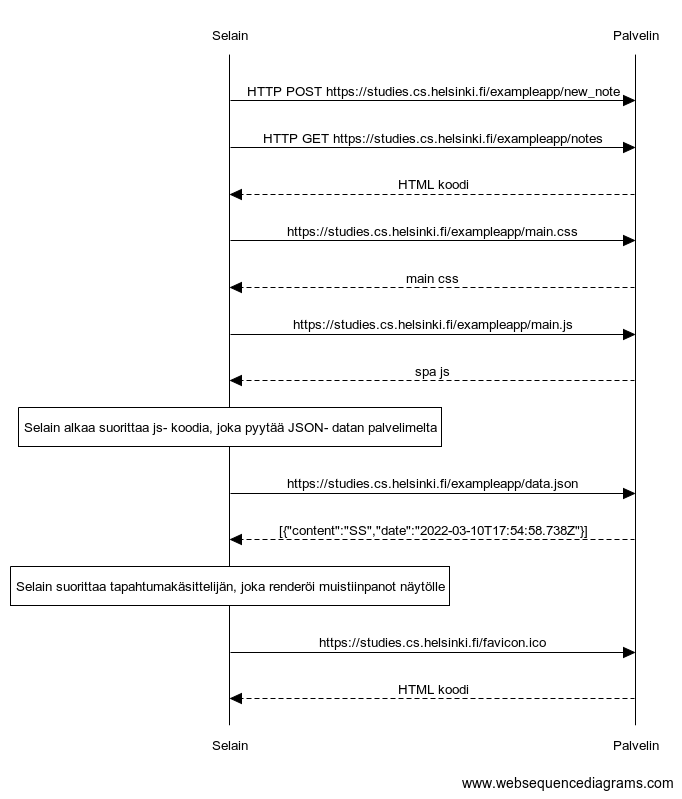 Selain Palvelin
HTTP POST https://studies.cs.helsinki.fi/exampleapp/new_note
HTTP GET https://studies.cs.helsinki.fi/exampleapp/notes
HTML koodi
https://studies.cs.helsinki.fi/exampleapp/main.css
main css
https://studies.cs.helsinki.fi/exampleapp/main.js
spa js
Selain alkaa suorittaa js- koodia, joka pyytää JSON- datan palvelimelta
https://studies.cs.helsinki.fi/exampleapp/data.json
[{"content":"SS","date":"2022-03-10T17:54:58.738Z"}]
Selain suorittaa tapahtumakäsittelijän, joka renderöi muistiinpanot näytölle
https://studies.cs.helsinki.fi/favicon.ico
HTML koodi
Selain Palvelin
www.websequencediagrams.com